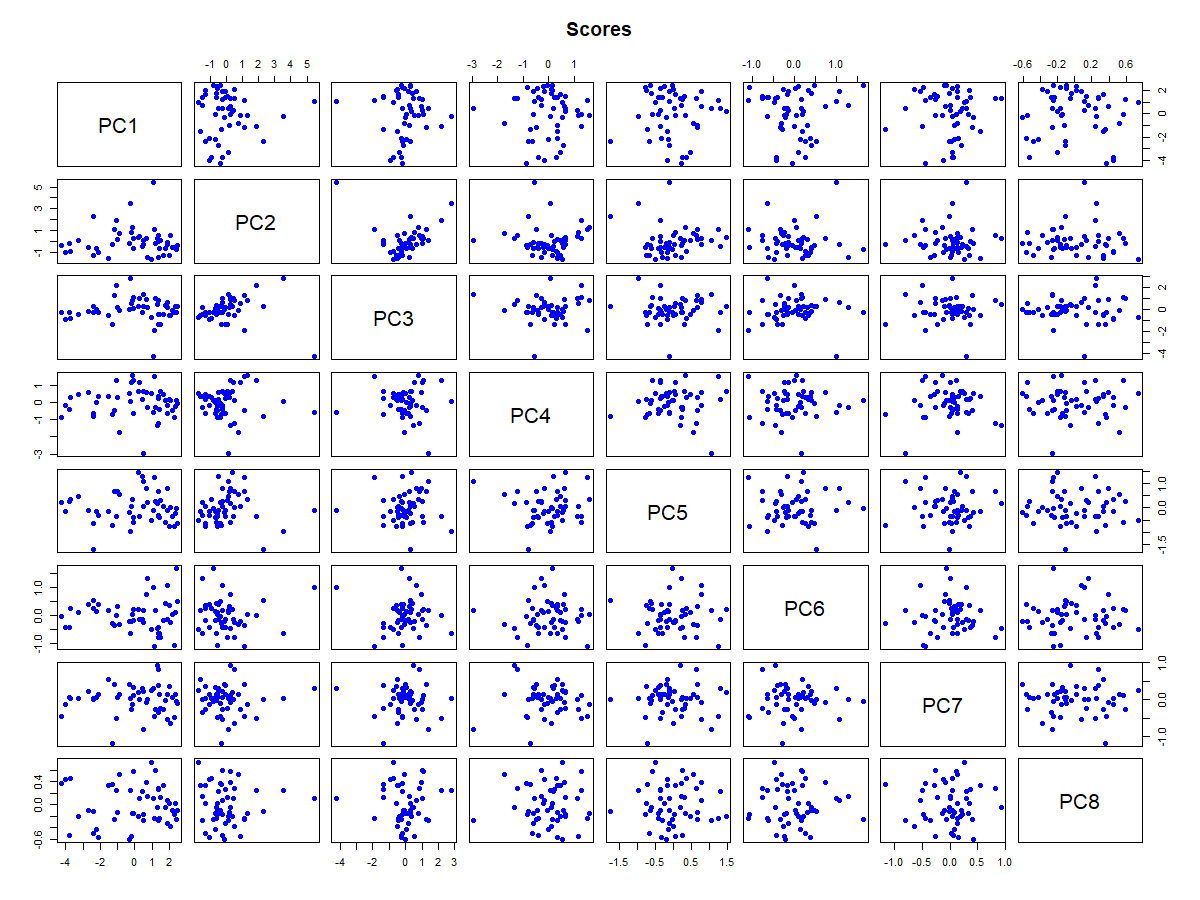 Scores
-1 0 1 2 3 4 5
-3 -2 -1 0 1
-1.0 0.0 1.0
-0.6 -0.2 0.2 0.6
PC1
-4 -2 0 2
-1 1 3 5
PC2
PC3
-4 -2 0 2
-3 -1 0 1
PC4
PC5
-1.5 0.0 1.0
-1.0 0.0 1.0
PC6
PC7
-1.0 0.0 1.0
-0.6 0.0 0.4
PC8
-4 -2 0 1 2
-4 -2 0 1 2 3
-1.5 -0.5 0.5 1.5
-1.0 -0.5 0.0 0.5 1.0